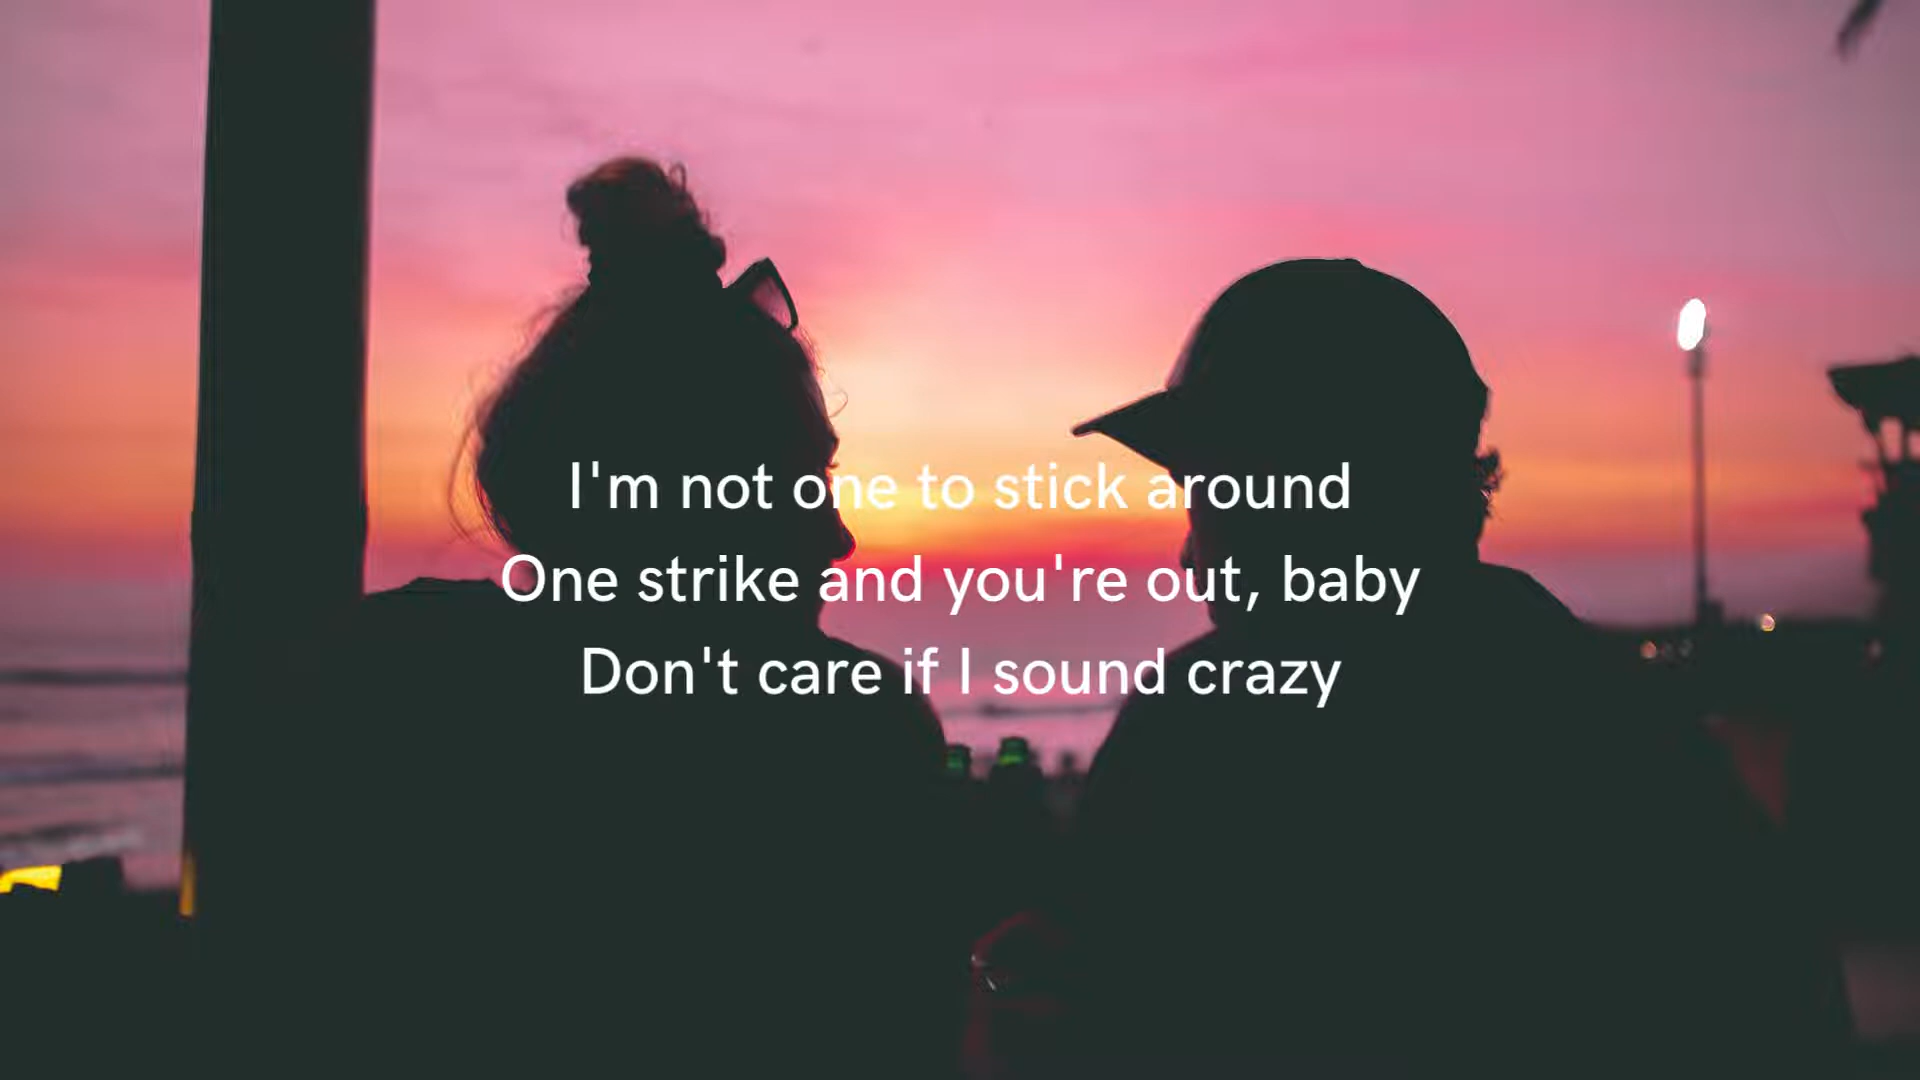 I'm not one to stick around
One strike and you're out, baby
Don't care if I sound crazy